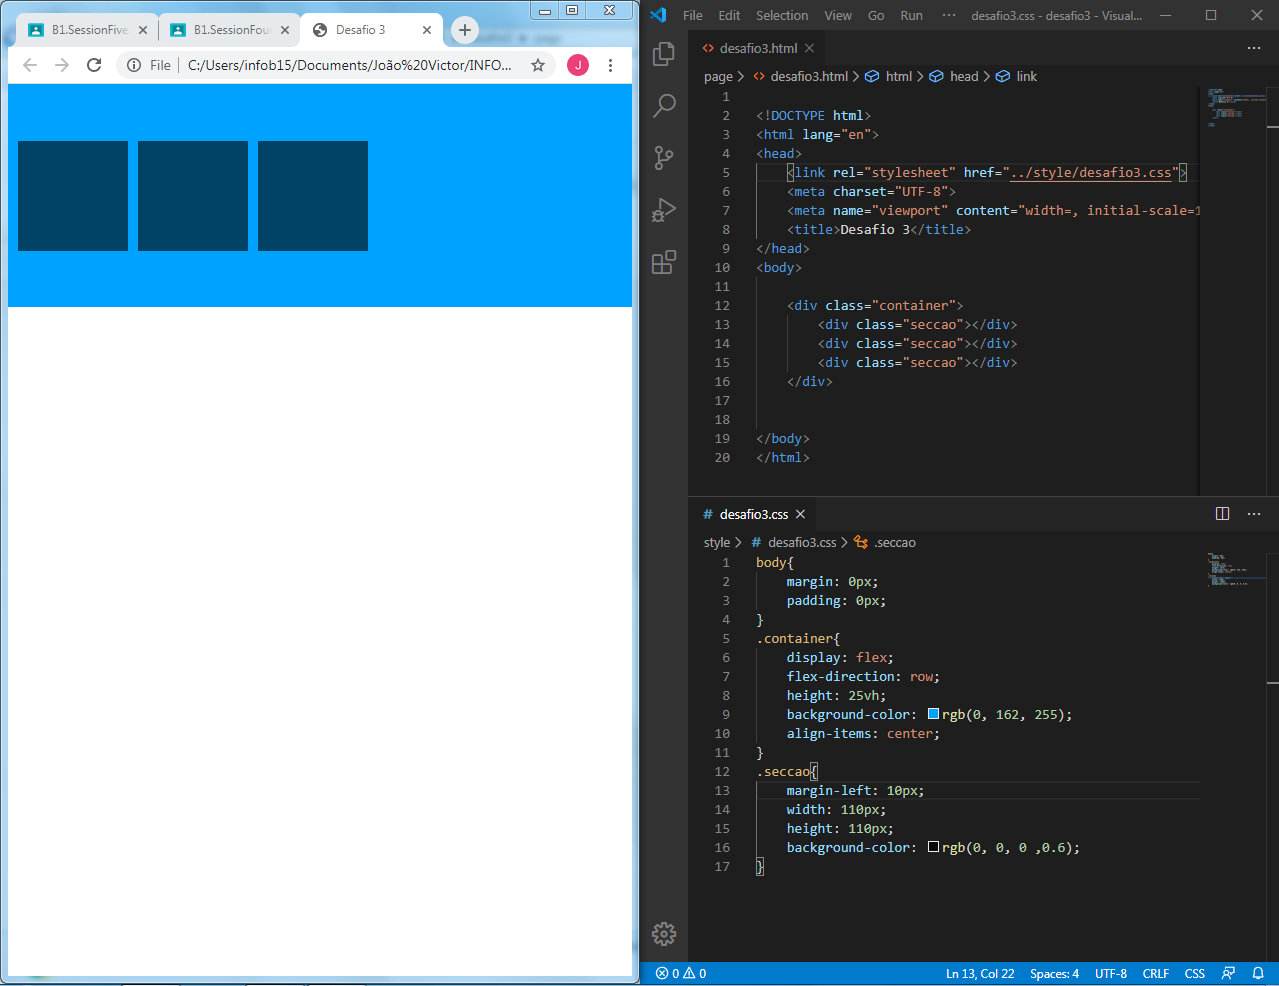 B1.SessionFive
B1.SessionFou
Desafio 3
File
C:/Users/infob15/Documents/João%20Victor/INFO...
J
File Edit Selection View Go Run ... desafio3.css - desafio3 - Visual...
desafio3.html
page > desafio3.html > html > head > link
1
2 <!DOCTYPE html>
3 <html lang="en">
4 <head>
5 <link rel="stylesheet" href="../style/desafio3.css">
6 <meta charset="UTF-8">
7 <meta name="viewport" content="width=, initial-scale=1
8 <title>Desafio 3</title>
9 </head>
10 <body>
11
12 <div class="container">
13 <div class="seccao"></div>
14 <div class="seccao"></div>
15 <div class="seccao"></div>
16 </div>
17
18
19 </body>
20 </html>
# desafio3.css
style > # desafio3.css > .seccao
1 body{
2 margin: 0px;
3 padding: 0px;
4 }
5 .container{
6 display: flex;
7 flex-direction: row;
8 height: 25vh;
9 background-color: rgb(0, 162, 255);
10 align-items: center;
11 }
12 .seccao{
13 margin-left: 10px;
14 width: 110px;
15 height: 110px;
16 background-color: rgb(0, 0, 0 ,0.6);
17 }
0 0 Ln 13, Col 22 Spaces: 4 UTF-8 CRLF CSS